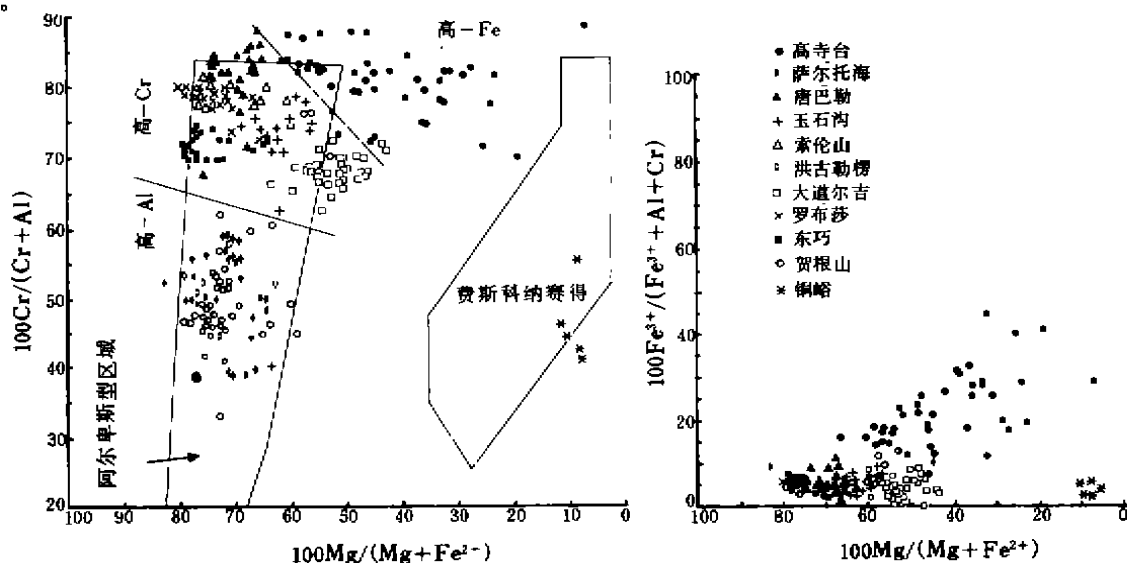 。
90
80
70
60
50
40
30
20
100Cr/(Cr+Al)
高-Cr
高-Al
阿尔卑斯型区域
高-Fe
费斯科纳赛得
100 90 80 70 60 50 40 30 20 10 0
100Mg/(Mg+Fe²⁺)
高寺台
萨尔托海
唐巴勒
玉石沟
索伦山
洪古勒楞
大道尔吉
罗布莎
东巧
贺根山
铜峪
100
80
60
40
20
0
100Fe³⁺/(Fe³⁺+Al+Cr)
100 80 60 40 20 0
100Mg/(Mg+Fe²⁺)